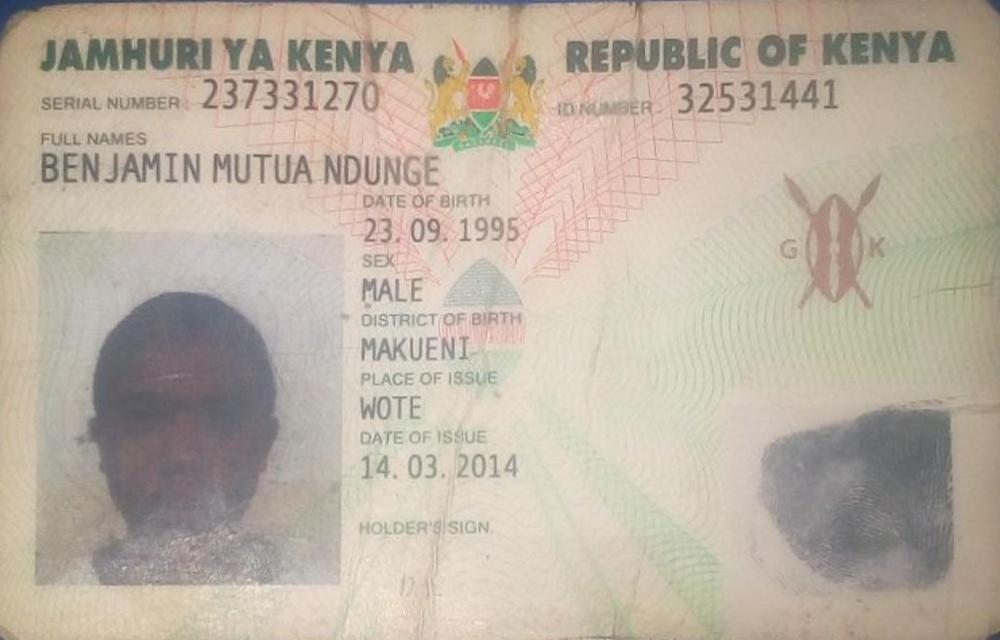 JAMHURI YA KENYA
REPUBLIC OF KENYA
SERIAL NUMBER: 237331270
ID NUMBER: 32531441
FULL NAMES
BENJAMIN MUTUA NDUNGE
DATE OF BIRTH
23. 09. 1995
SEX
MALE
G K
DISTRICT OF BIRTH
MAKUENI
PLACE OF ISSUE
WOTE
DATE OF ISSUE
14. 03. 2014
HOLDER'S SIGN.